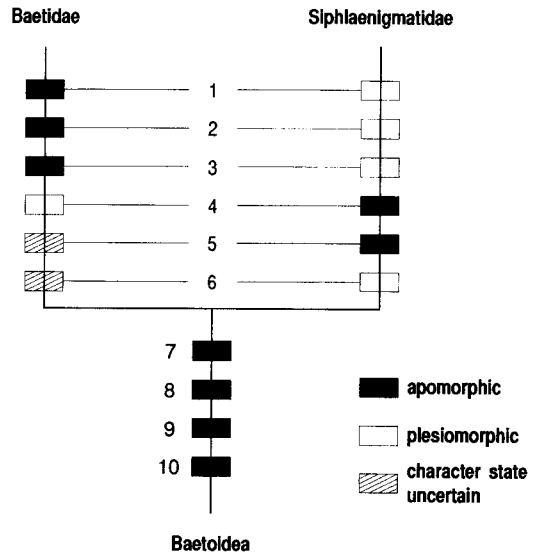 Baetidae
Siphlaenigmatidae
1
2
3
4
5
6
7
8
9
10
apomorphic
plesiomorphic
character state
uncertain
Baetoidea